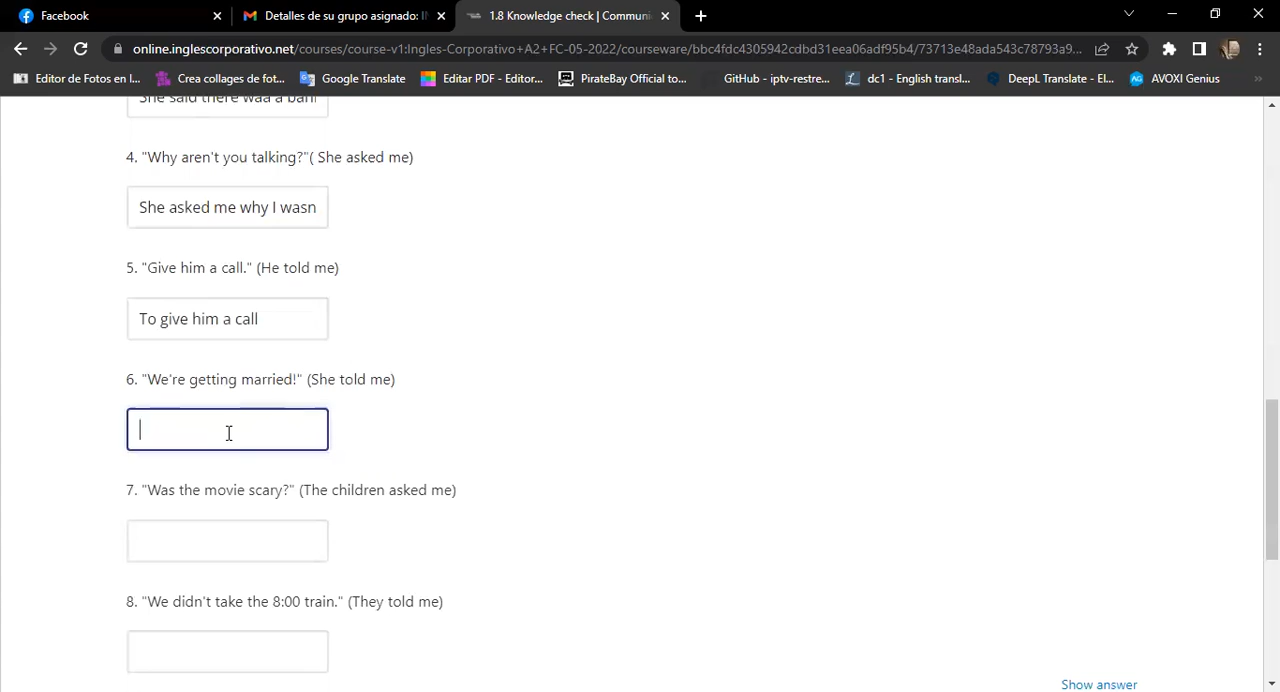 Facebook
Detalles de su grupo asignado: I
1.8 Knowledge check | Communi
online.inglescorporativo.net/courses/course-v1:Ingles-Corporativo+A2+FC-05-2022/courseware/bbc4fdc4305942cdbd31eea06adf95b4/73713e48ada543c78793a9...
Editor de Fotos en l...
Crea collages de fot...
Google Translate
Editar PDF - Editor...
PirateBay Official to...
GitHub - iptv-restre...
dc1 - English transl...
DeepL Translate - El...
AVOXI Genius
She said there waa a ban
4. "Why aren't you talking?"( She asked me)
She asked me why I wasn
5. "Give him a call." (He told me)
To give him a call
6. "We're getting married!" (She told me)
7. "Was the movie scary?" (The children asked me)
8. "We didn't take the 8:00 train." (They told me)
Show answer